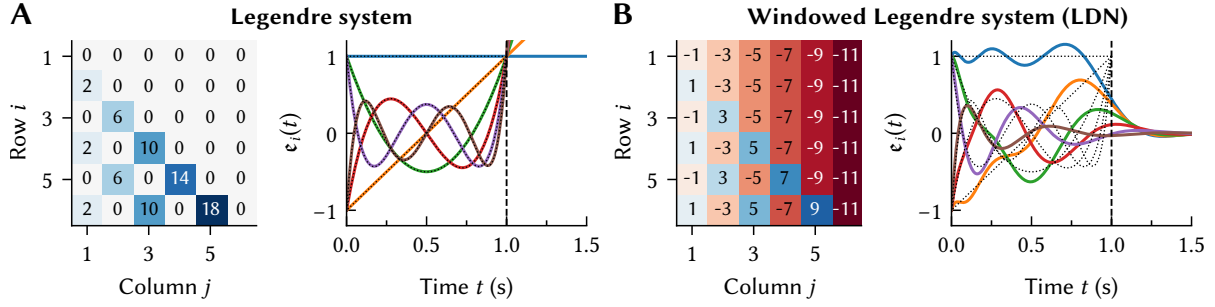 A
Legendre system
Row i
1
3
5
0 0 0 0 0 0
2 0 0 0 0 0
0 6 0 0 0 0
2 0 10 0 0 0
0 6 0 14 0 0
2 0 10 0 18 0
1 3 5
Column j
𝔢i(t)
1
0
−1
0.0 0.5 1.0 1.5
Time t (s)
B
Windowed Legendre system (LDN)
Row i
1
3
5
-1 -3 -5 -7 -9 -11
1 -3 -5 -7 -9 -11
-1 3 -5 -7 -9 -11
1 -3 5 -7 -9 -11
-1 3 -5 7 -9 -11
1 -3 5 -7 9 -11
1 3 5
Column j
𝔢i(t)
1
0
−1
0.0 0.5 1.0 1.5
Time t (s)